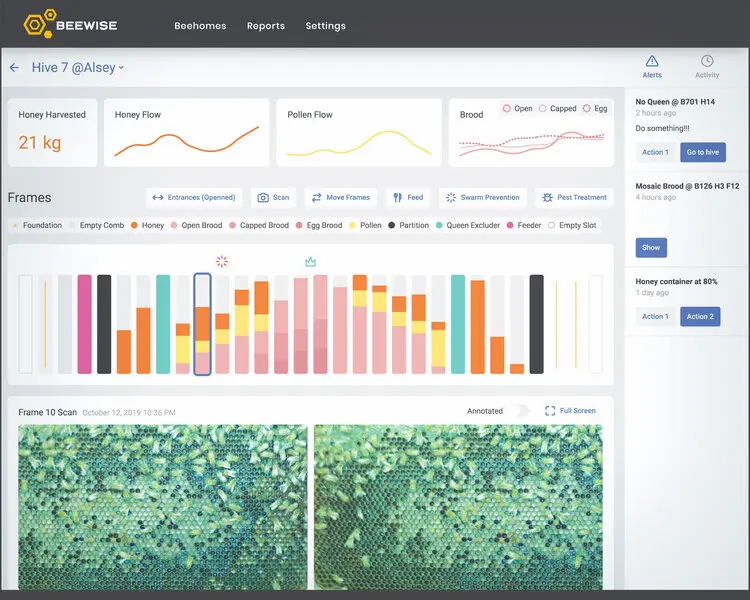 BEEWISE
Beehomes Reports Settings
Hive 7 @Alsey
Alerts Activity
Honey Harvested
21 kg
Honey Flow
Pollen Flow
Brood
Open Capped Egg
Frames
Entrances (Openned) Scan Move Frames Feed Swarm Prevention Pest Treatment
Foundation Empty Comb Honey Open Brood Capped Brood Egg Brood Pollen Partition Queen Excluder Feeder Empty Slot
Frame 10 Scan October 12, 2019 10:36 PM
Annotated Full Screen
No Queen @ B701 H14
2 hours ago
Do something!!!
Action 1 Go to hive
Mosaic Brood @ B126 H3 F12
4 hours ago
Show
Honey container at 80%
1 day ago
Action 1 Action 2